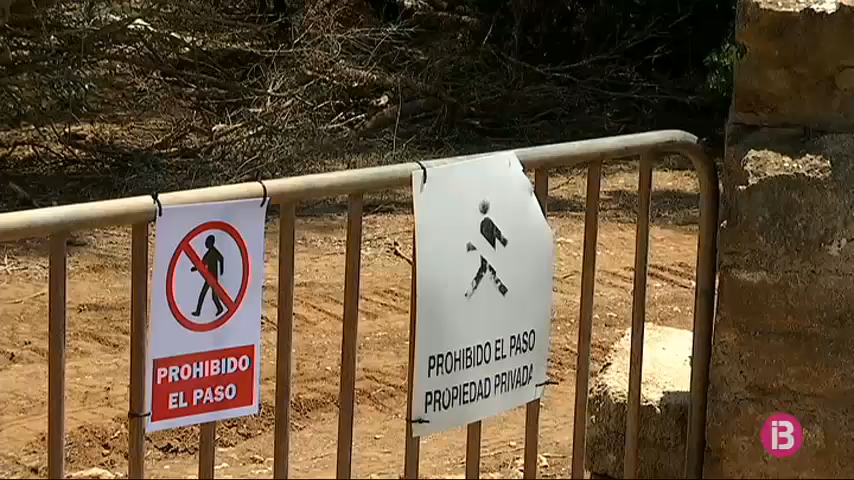 PROHIBIDO
EL PASO
PROHIBIDO EL PASO
PROPIEDAD PRIVADA
IB